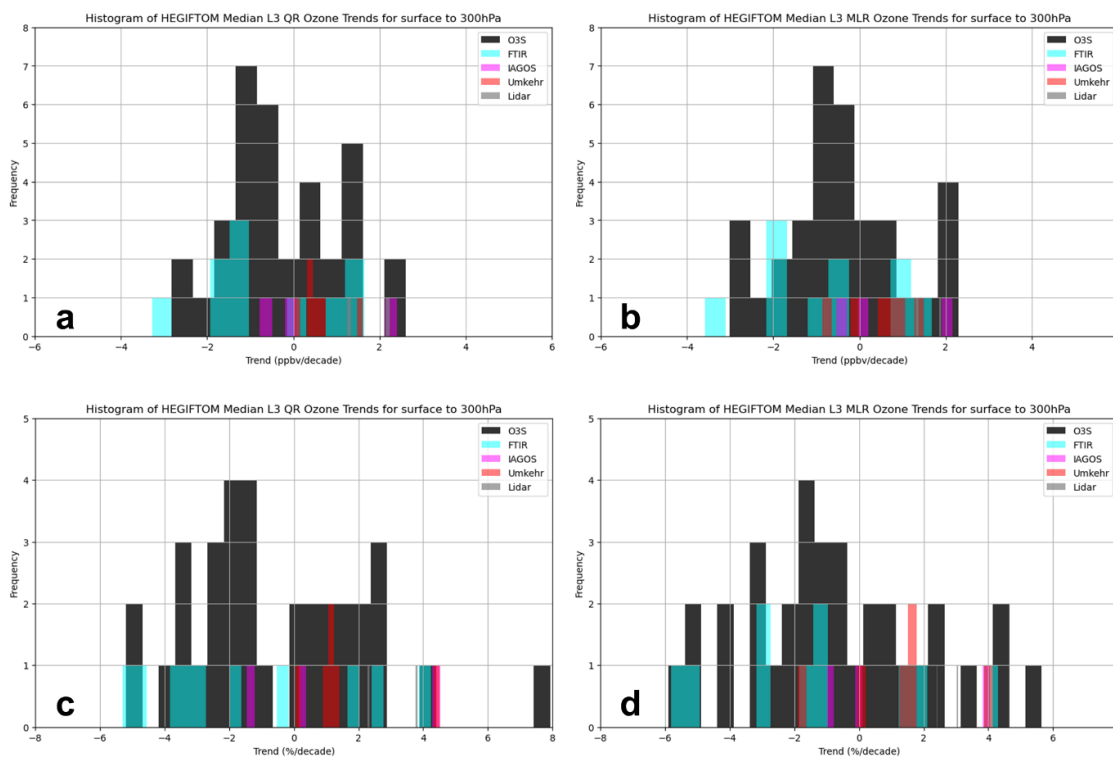 Histogram of HEGIFTOM Median L3 QR Ozone Trends for surface to 300hPa
8
7
6
5
4
3
2
1
0
Frequency
O3S
FTIR
IAGOS
Umkehr
Lidar
a
−6 −4 −2 0 2 4 6
Trend (ppbv/decade)
Histogram of HEGIFTOM Median L3 MLR Ozone Trends for surface to 300hPa
8
7
6
5
4
3
2
1
0
Frequency
O3S
FTIR
IAGOS
Umkehr
Lidar
b
−6 −4 −2 0 2 4
Trend (ppbv/decade)
Histogram of HEGIFTOM Median L3 QR Ozone Trends for surface to 300hPa
5
4
3
2
1
0
Frequency
O3S
FTIR
IAGOS
Umkehr
Lidar
c
−8 −6 −4 −2 0 2 4 6 8
Trend (%/decade)
Histogram of HEGIFTOM Median L3 MLR Ozone Trends for surface to 300hPa
5
4
3
2
1
0
Frequency
O3S
FTIR
IAGOS
Umkehr
Lidar
d
−8 −6 −4 −2 0 2 4 6
Trend (%/decade)